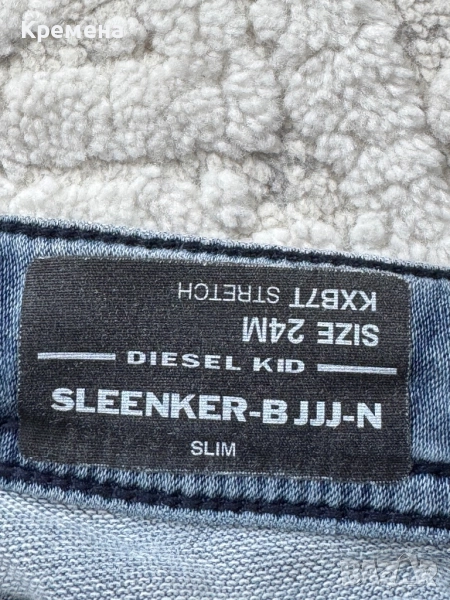 Кремена
KXB7T STRETCH
SIZE 24M
DIESEL KID
SLEENKER-B JJJ-N
SLIM